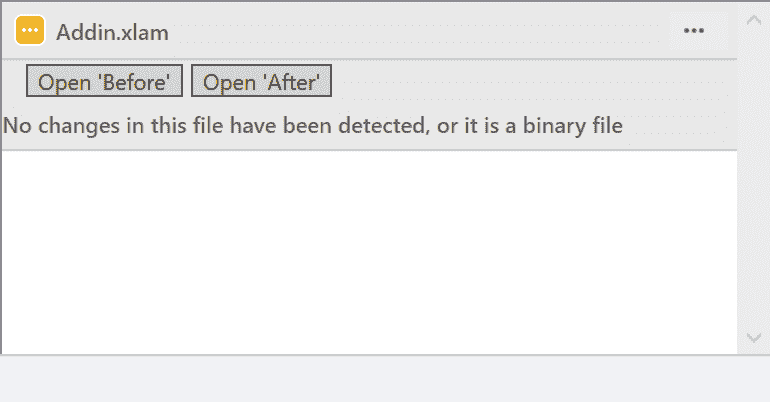 Addin.xlam
Open 'Before' Open 'After'
No changes in this file have been detected, or it is a binary file